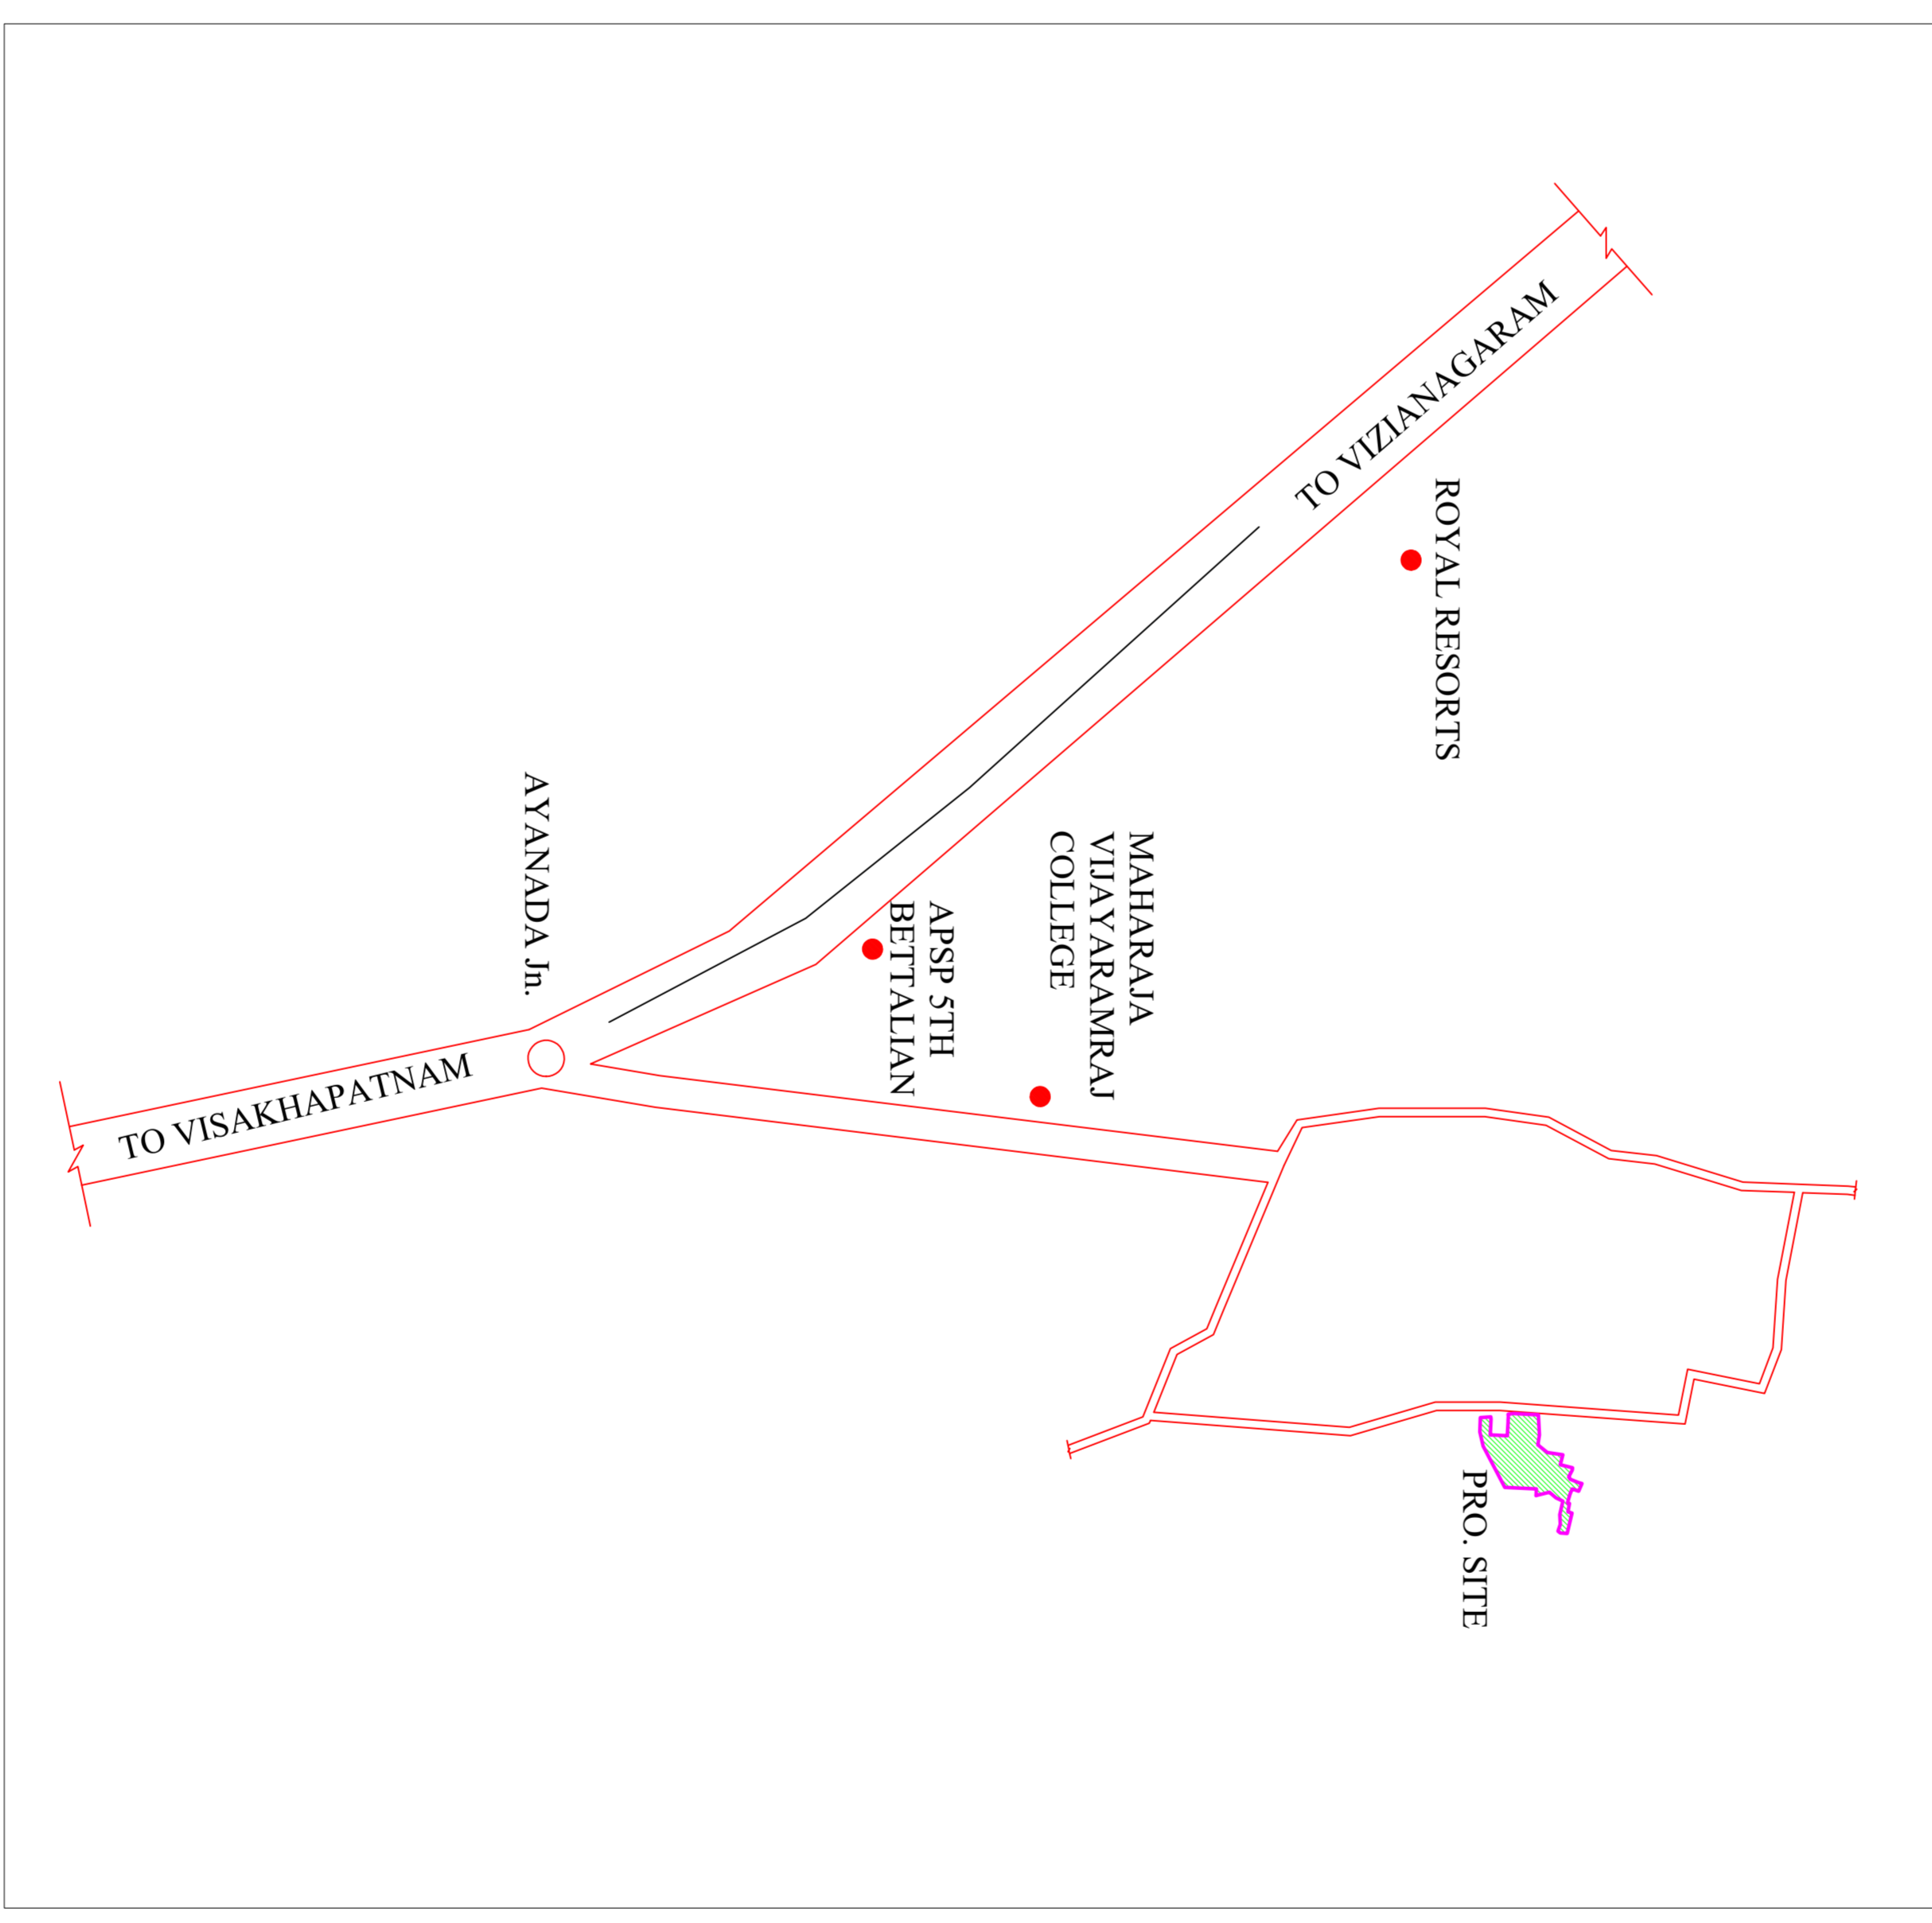 TO VIZIANAGARAM
ROYAL RESORTS
AYANADA Jn.
MAHARAJA
VIJAYARAMRAJ
COLLEGE
APSP 5TH
BETTALIAN
TO VISAKHAPATNAM
PRO. SITE